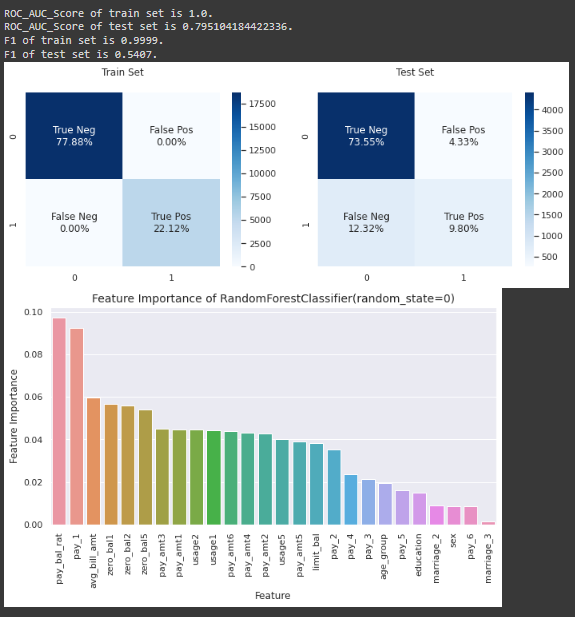 ROC_AUC_Score of train set is 1.0.
ROC_AUC_Score of test set is 0.795104184422336.
F1 of train set is 0.9999.
F1 of test set is 0.5407.
Train Set
Test Set
0
True Neg
77.88%
False Pos
0.00%
1
False Neg
0.00%
True Pos
22.12%
0
1
17500
15000
12500
10000
7500
5000
2500
0
0
True Neg
73.55%
False Pos
4.33%
1
False Neg
12.32%
True Pos
9.80%
0
1
4000
3500
3000
2500
2000
1500
1000
500
Feature Importance of RandomForestClassifier(random_state=0)
Feature Importance
0.10
0.08
0.06
0.04
0.02
0.00
pay_bal_rat
pay_1
avg_bill_amt
zero_bal1
zero_bal2
zero_bal5
pay_amt3
pay_amt1
usage2
usage1
pay_amt6
pay_amt4
pay_amt2
usage5
pay_amt5
limit_bal
pay_2
pay_4
pay_3
age_group
pay_5
education
marriage_2
sex
pay_6
marriage_3
Feature